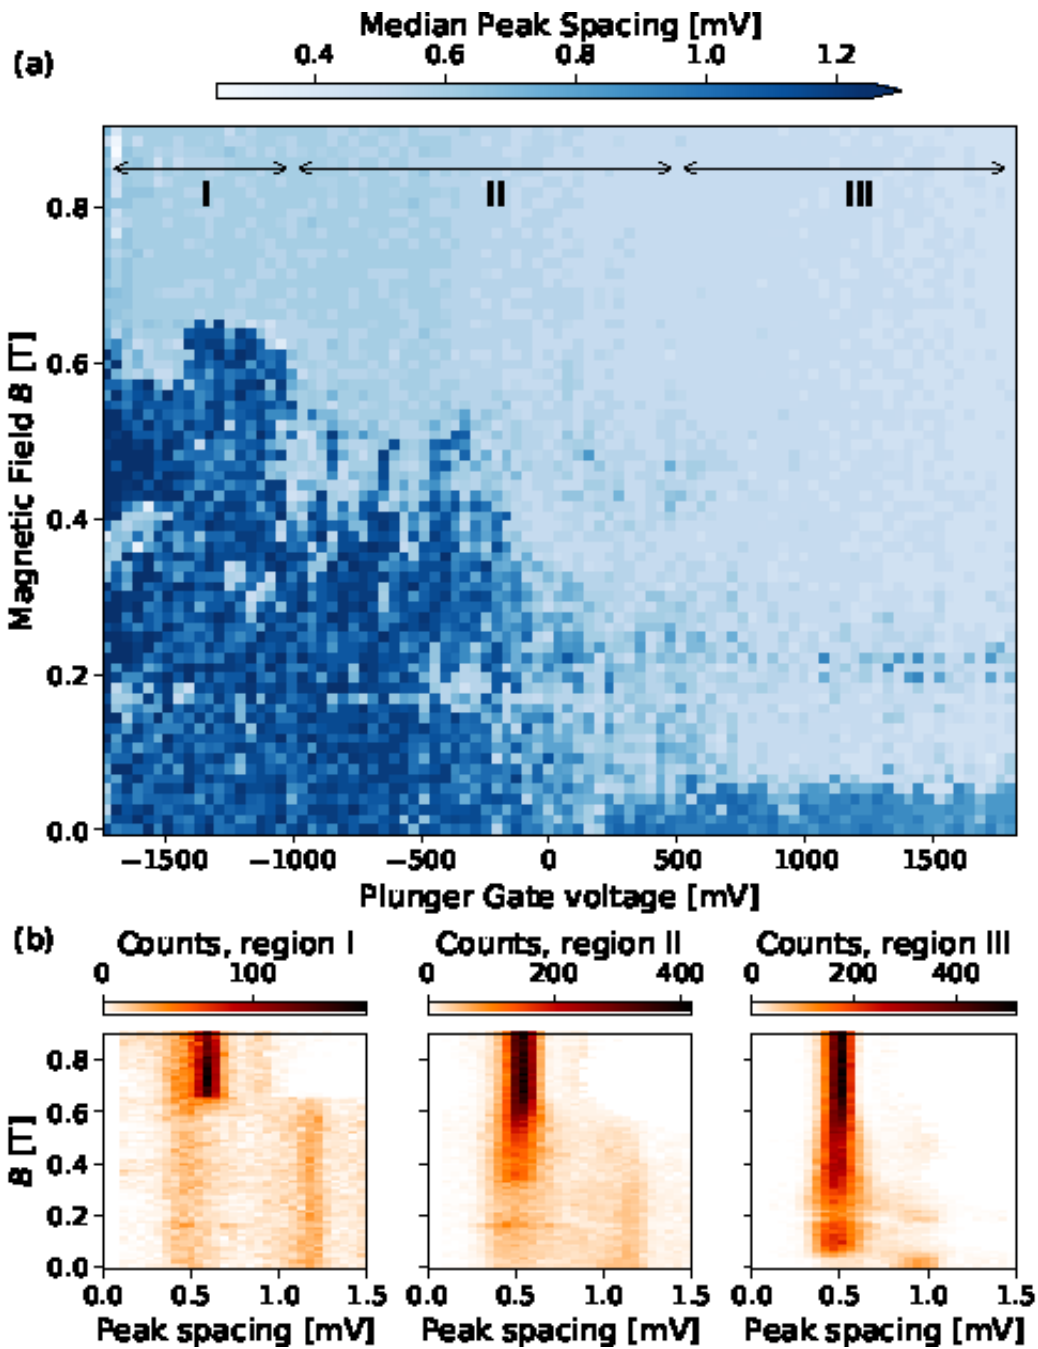 Median Peak Spacing [mV]
(a)
0.4 0.6 0.8 1.0 1.2
I II III
0.8
0.6
0.4
0.2
0.0
Magnetic Field B [T]
−1500 −1000 −500 0 500 1000 1500
Plunger Gate voltage [mV]
(b)
Counts, region I Counts, region II Counts, region III
0 100 0 200 400 0 200 400
0.8
0.6
0.4
0.2
0.0
B [T]
0.0 0.5 1.0 1.5 0.0 0.5 1.0 1.5 0.0 0.5 1.0 1.5
Peak spacing [mV] Peak spacing [mV] Peak spacing [mV]